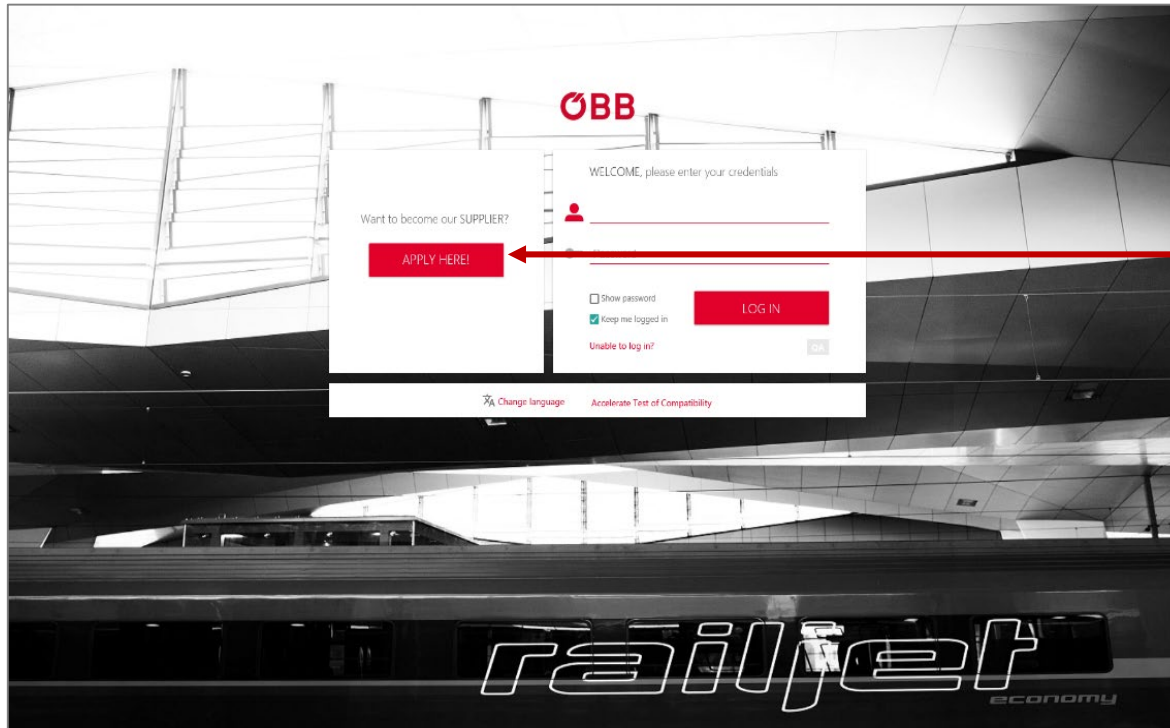 ÖBB
Want to become our SUPPLIER?
APPLY HERE!
WELCOME, please enter your credentials
Show password
Keep me logged in
LOG IN
Unable to log in?
QA
Change language
Accelerate Test of Compatibility
railjet
economy